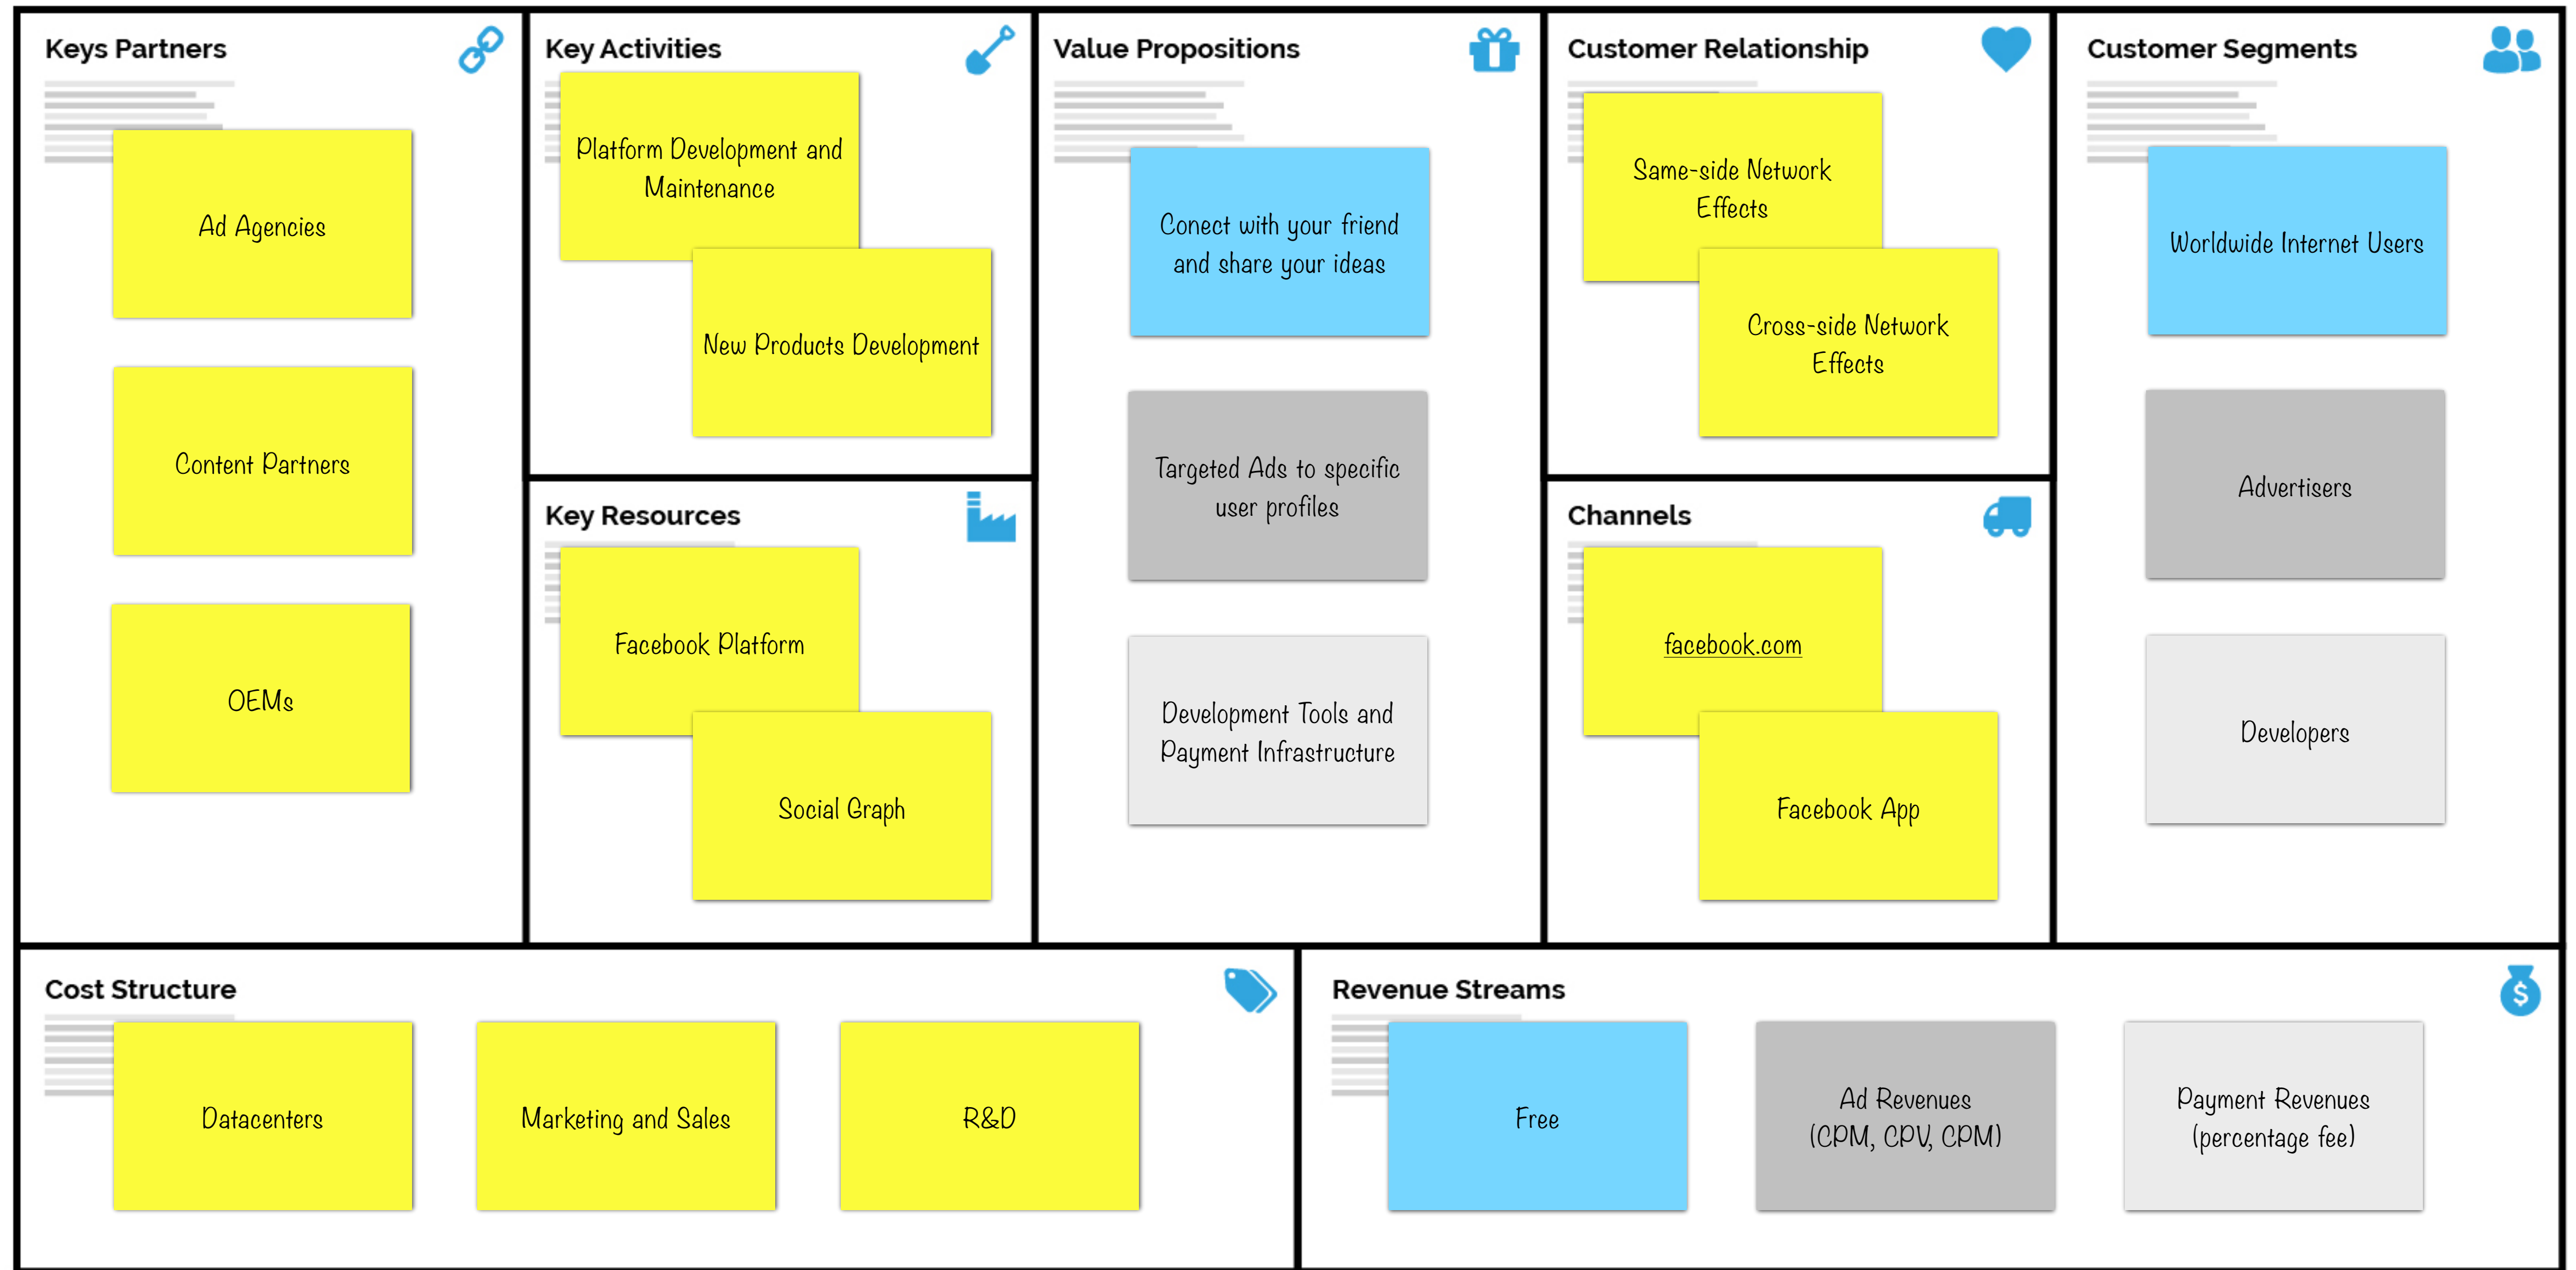 Keys Partners
Ad Agencies
Content Partners
OEMs
Key Activities
Platform Development and
Maintenance
New Products Development
Key Resources
Facebook Platform
Social Graph
Value Propositions
Conect with your friend
and share your ideas
Targeted Ads to specific
user profiles
Development Tools and
Payment Infrastructure
Customer Relationship
Same-side Network
Effects
Cross-side Network
Effects
Channels
facebook.com
Facebook App
Customer Segments
Worldwide Internet Users
Advertisers
Developers
Cost Structure
Datacenters
Marketing and Sales
R&D
Revenue Streams
$
Free
Ad Revenues
(CPM, CPV, CPM)
Payment Revenues
(percentage fee)